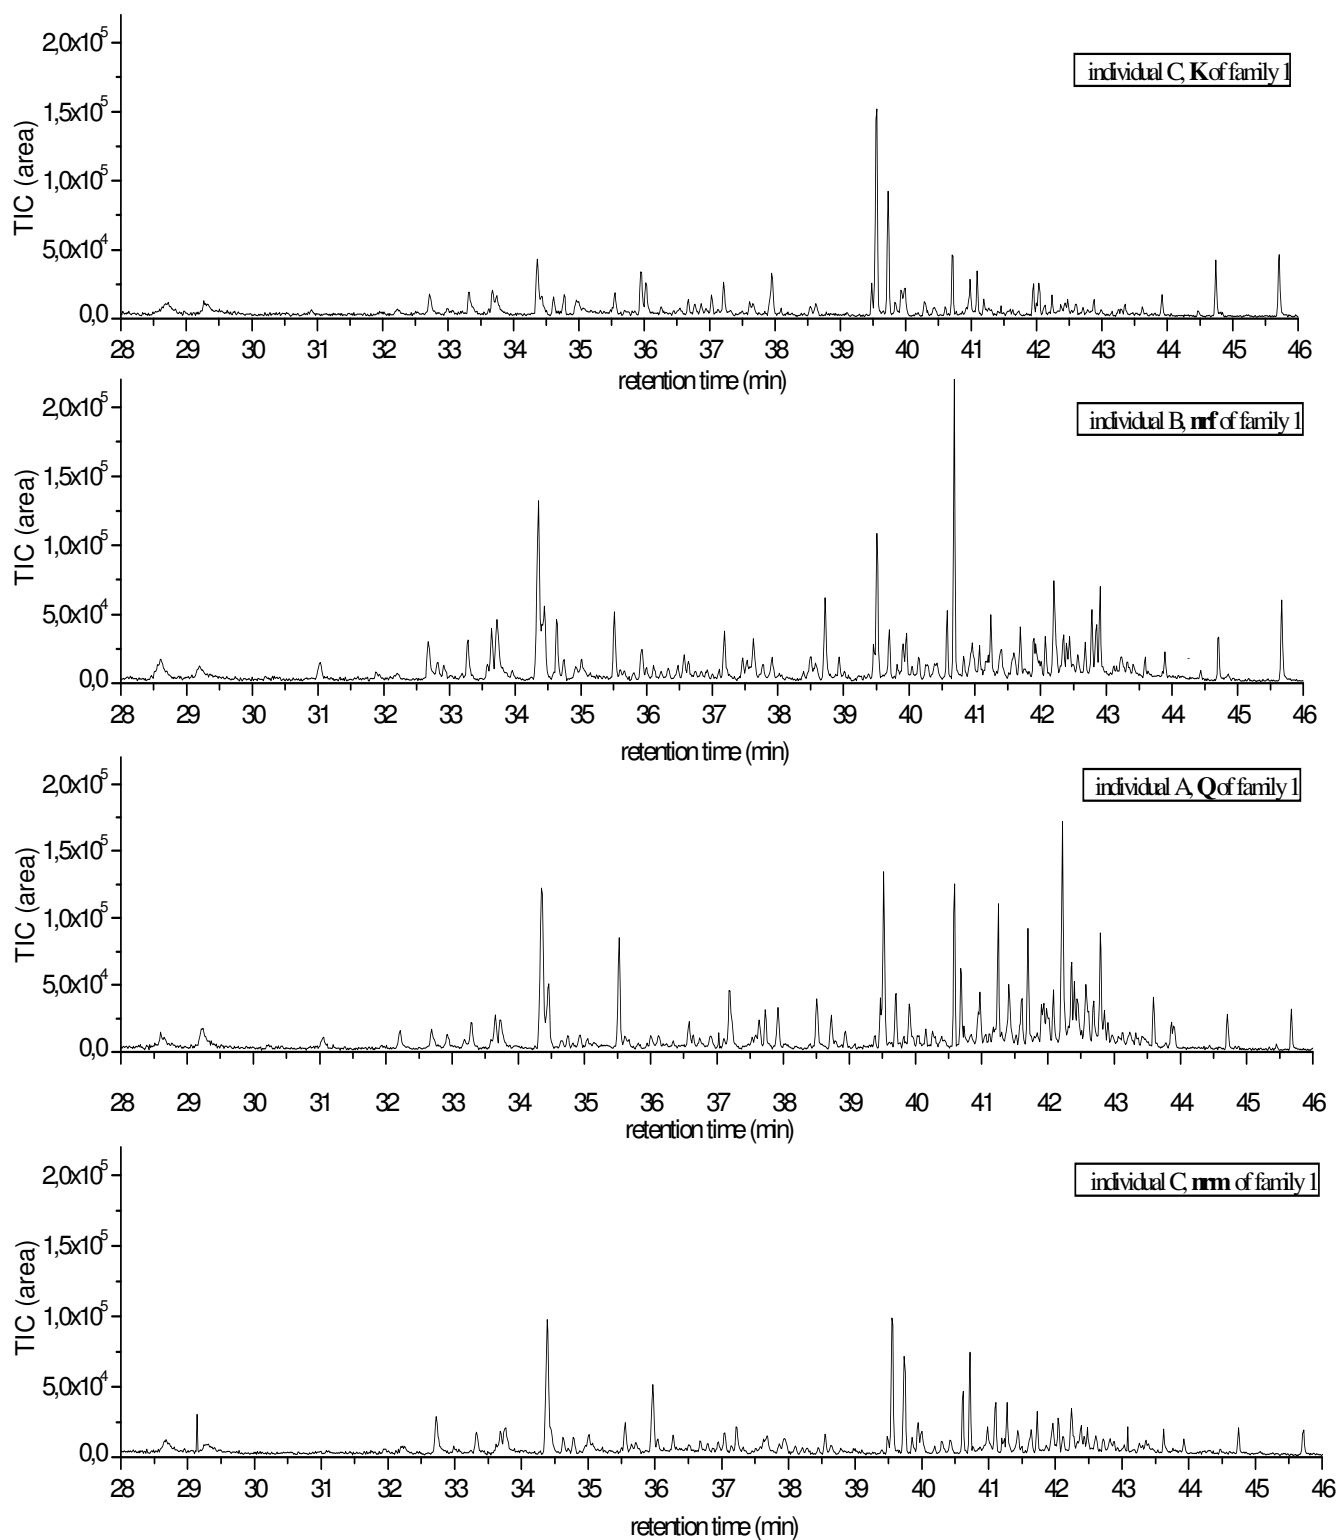 2,0x10⁵
individual C, K of family 1
1,5x10⁵
TIC (area)
1,0x10⁵
5,0x10⁴
0,0
28 29 30 31 32 33 34 35 36 37 38 39 40 41 42 43 44 45 46
retention time (min)
2,0x10⁵
individual B, nrf of family 1
1,5x10⁵
TIC (area)
1,0x10⁵
5,0x10⁴
0,0
28 29 30 31 32 33 34 35 36 37 38 39 40 41 42 43 44 45 46
retention time (min)
2,0x10⁵
individual A, Q of family 1
1,5x10⁵
TIC (area)
1,0x10⁵
5,0x10⁴
0,0
28 29 30 31 32 33 34 35 36 37 38 39 40 41 42 43 44 45 46
retention time (min)
2,0x10⁵
individual C, nrm of family 1
1,5x10⁵
TIC (area)
1,0x10⁵
5,0x10⁴
0,0
28 29 30 31 32 33 34 35 36 37 38 39 40 41 42 43 44 45 46
retention time (min)